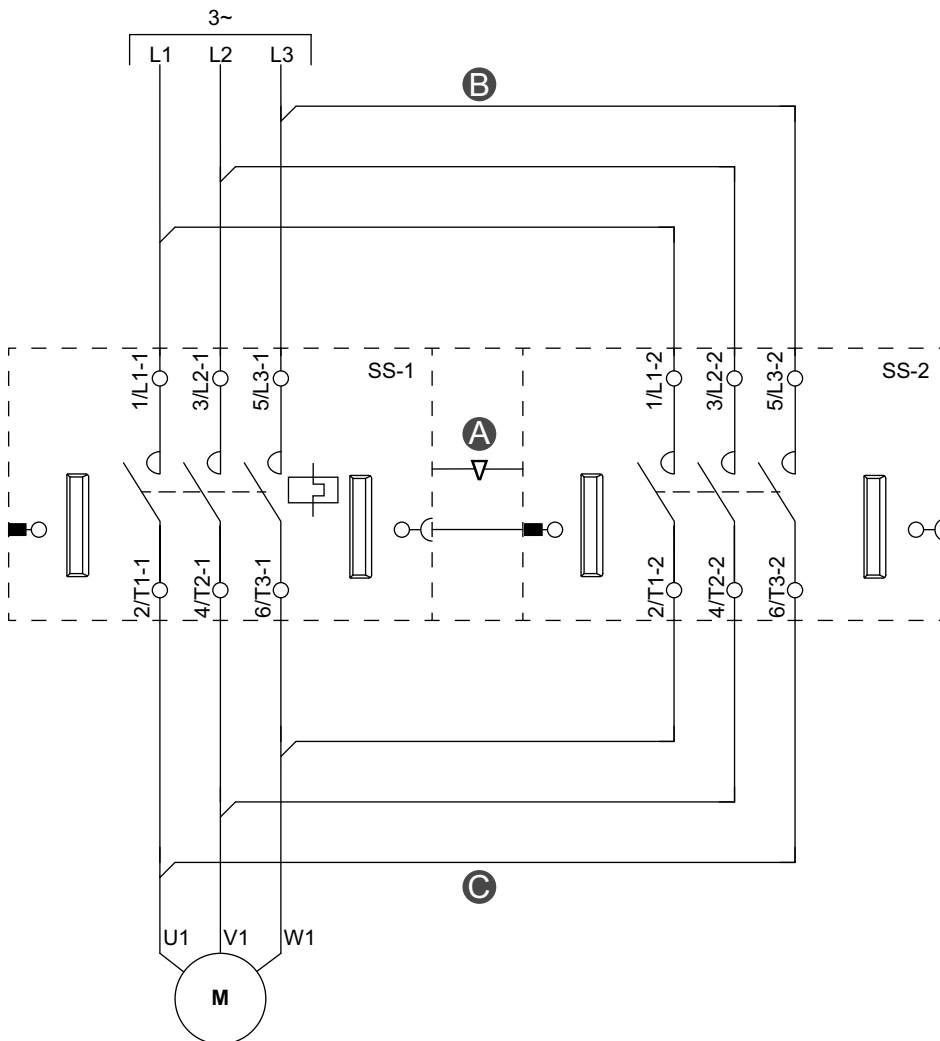 3~
L1 L2 L3
B
1/L1-1 3/L2-1 5/L3-1 SS-1 1/L1-2 3/L2-2 5/L3-2 SS-2
A
2/T1-1 4/T2-1 6/T3-1 2/T1-2 4/T2-2 6/T3-2
C
U1 V1 W1
M